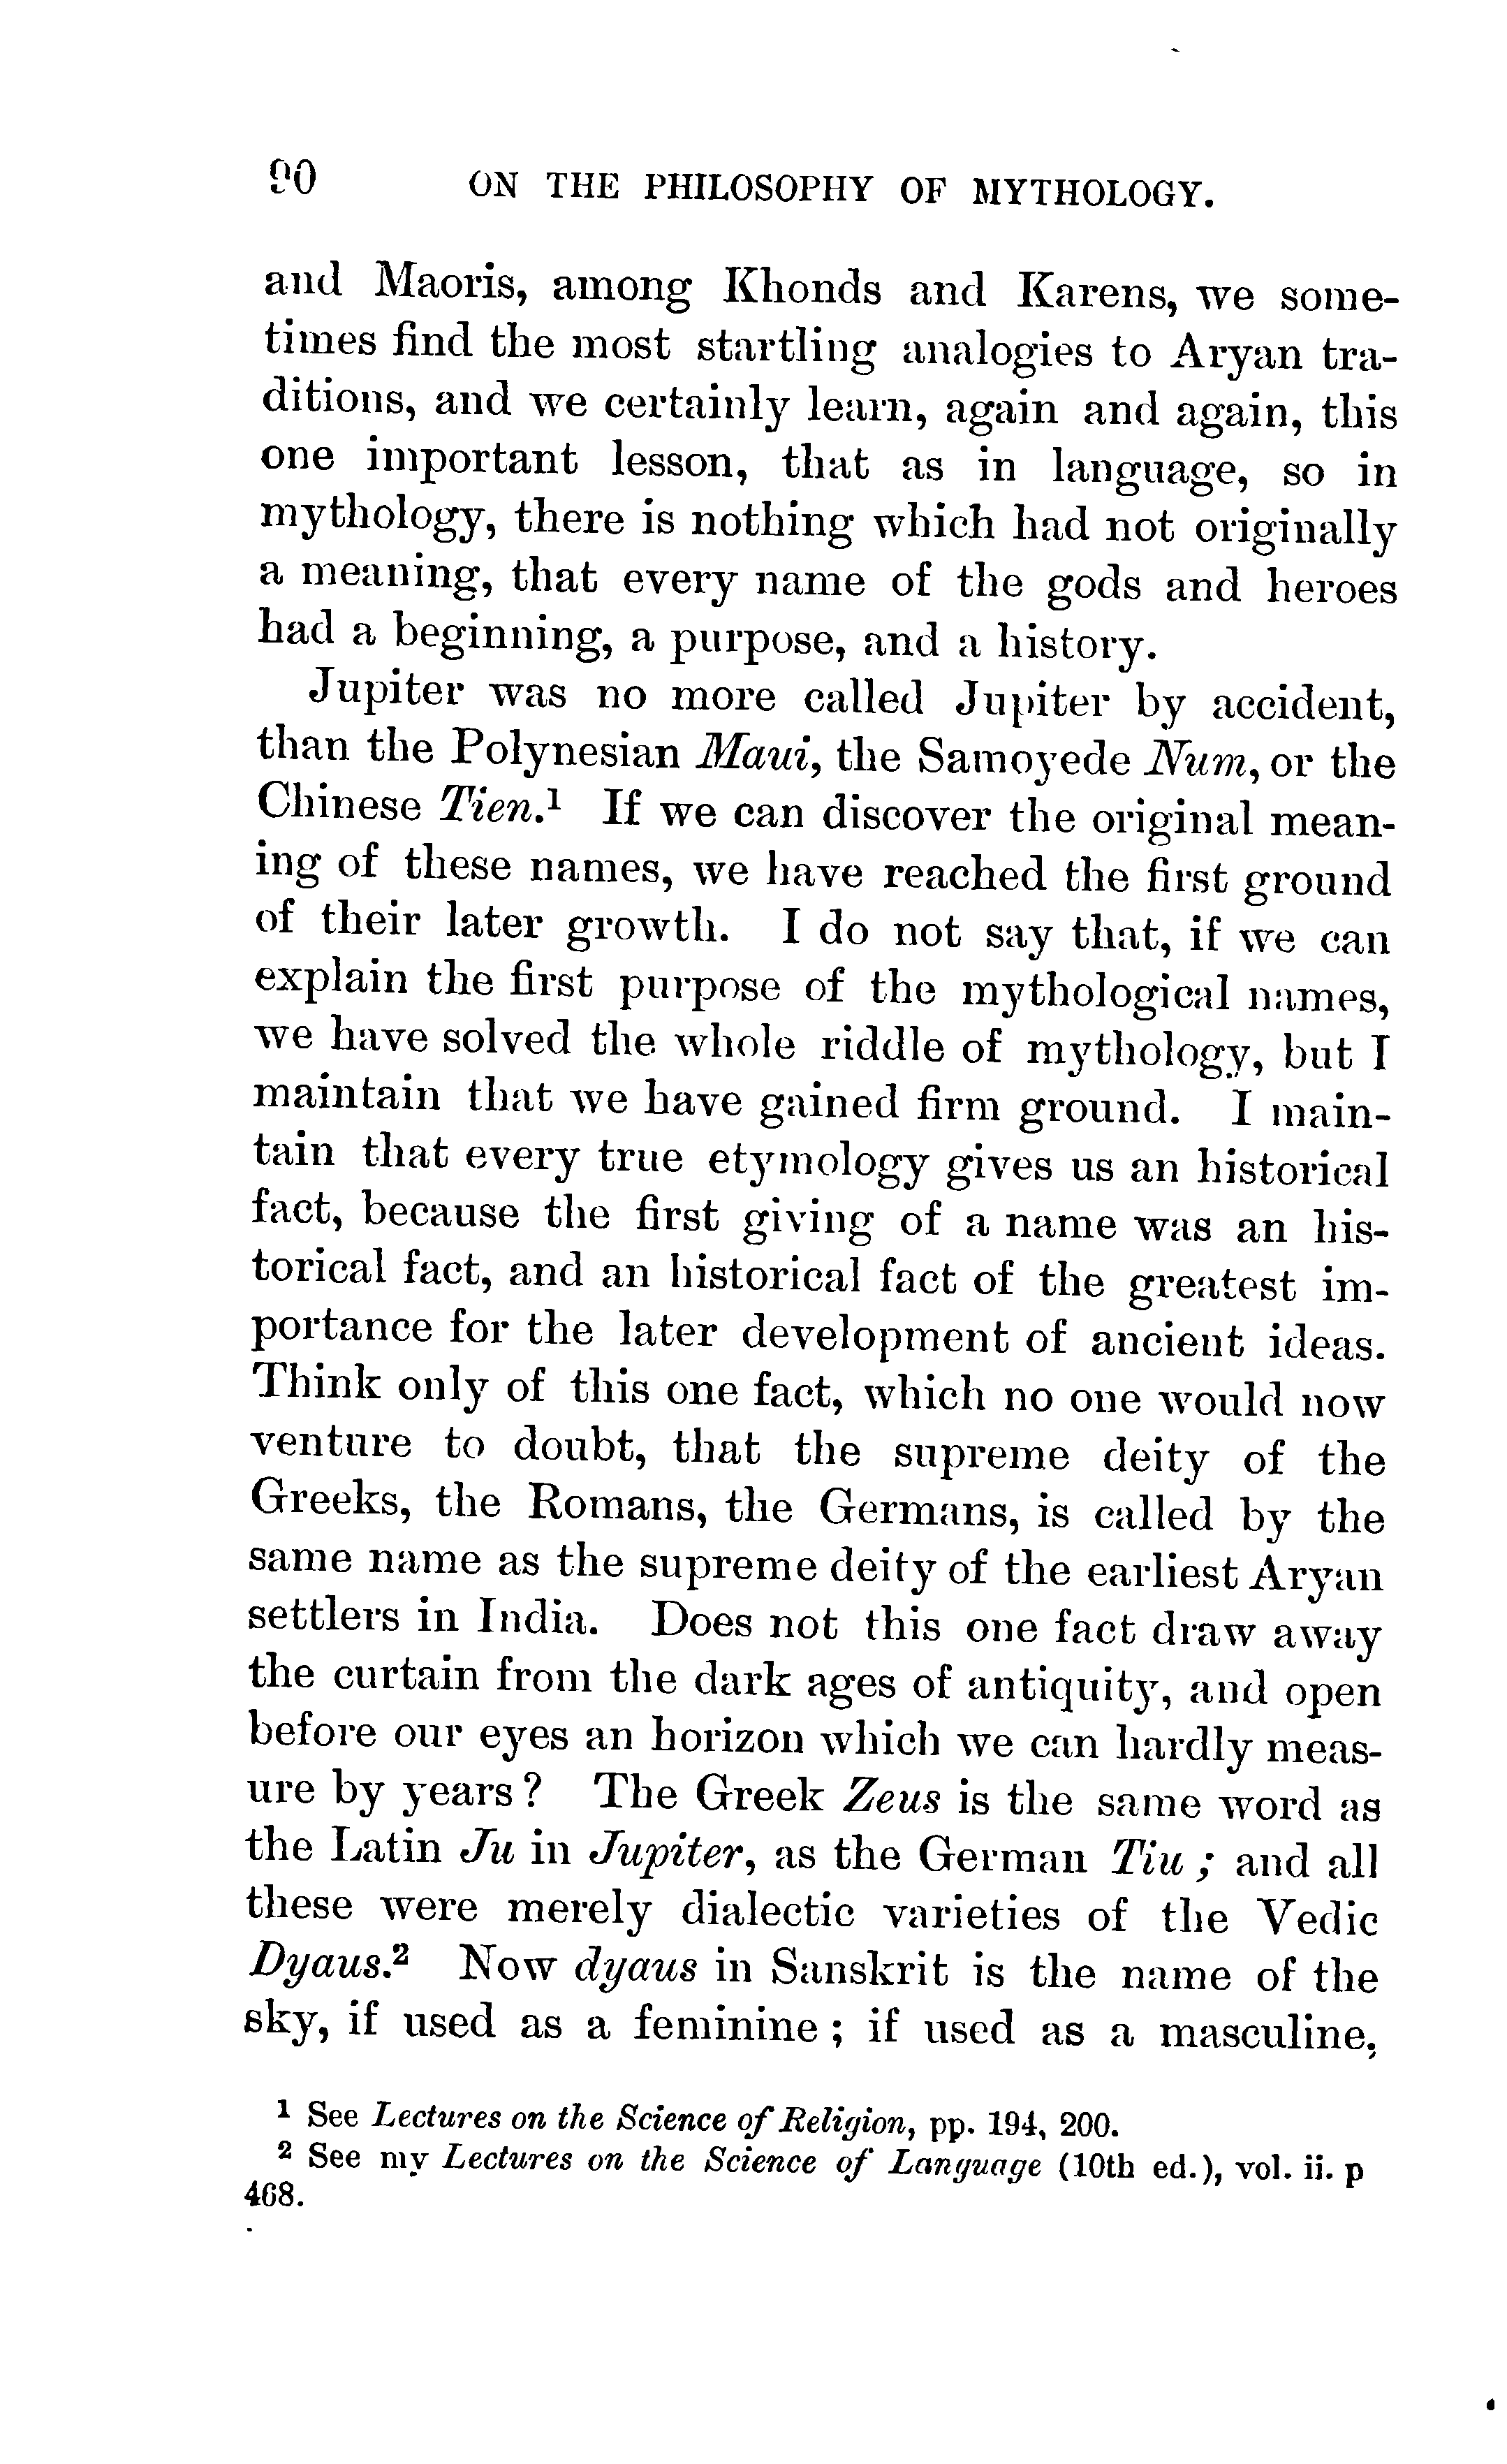 90 ON THE PHILOSOPHY OF MYTHOLOGY.
and Maoris, among Khonds and Karens, we some-
times find the most startling analogies to Aryan tra-
ditions, and we certainly learn, again and again, this
one important lesson, that as in language, so in
mythology, there is nothing which had not originally
a meaning, that every name of the gods and heroes
had a beginning, a purpose, and a history.
Jupiter was no more called Jupiter by accident,
than the Polynesian Maui, the Samoyede Num, or the
Chinese Tien.¹ If we can discover the original mean-
ing of these names, we have reached the first ground
of their later growth. I do not say that, if we can
explain the first purpose of the mythological names,
we have solved the whole riddle of mythology, but I
maintain that we have gained firm ground. I main-
tain that every true etymology gives us an historical
fact, because the first giving of a name was an his-
torical fact, and an historical fact of the greatest im-
portance for the later development of ancient ideas.
Think only of this one fact, which no one would now
venture to doubt, that the supreme deity of the
Greeks, the Romans, the Germans, is called by the
same name as the supreme deity of the earliest Aryan
settlers in India. Does not this one fact draw away
the curtain from the dark ages of antiquity, and open
before our eyes an horizon which we can hardly meas-
ure by years? The Greek Zeus is the same word as
the Latin Ju in Jupiter, as the German Tiu; and all
these were merely dialectic varieties of the Vedic
Dyaus.² Now dyaus in Sanskrit is the name of the
sky, if used as a feminine; if used as a masculine,
¹ See Lectures on the Science of Religion, pp. 194, 200.
² See my Lectures on the Science of Language (10th ed.), vol. ii. p
468.